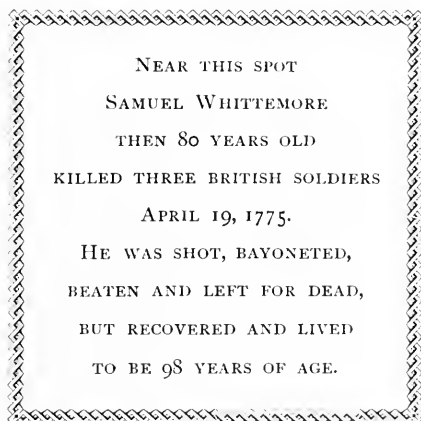 Near this spot
Samuel Whittemore
then 80 years old
killed three british soldiers
April 19, 1775.
He was shot, bayoneted,
beaten and left for dead,
but recovered and lived
to be 98 years of age.